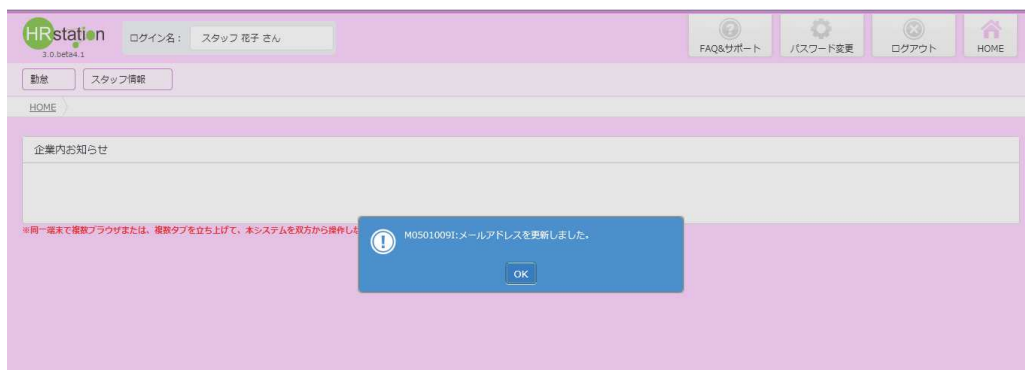 HRstation
3.0.beta4.1
ログイン名： スタッフ 花子 さん
FAQ&サポート
パスワード変更
ログアウト
HOME
勤怠
スタッフ情報
HOME
企業内お知らせ
※同一端末で複数ブラウザまたは、複数タブを立ち上げて、本システムを双方から操作しな
M0501009I:メールアドレスを更新しました。
OK